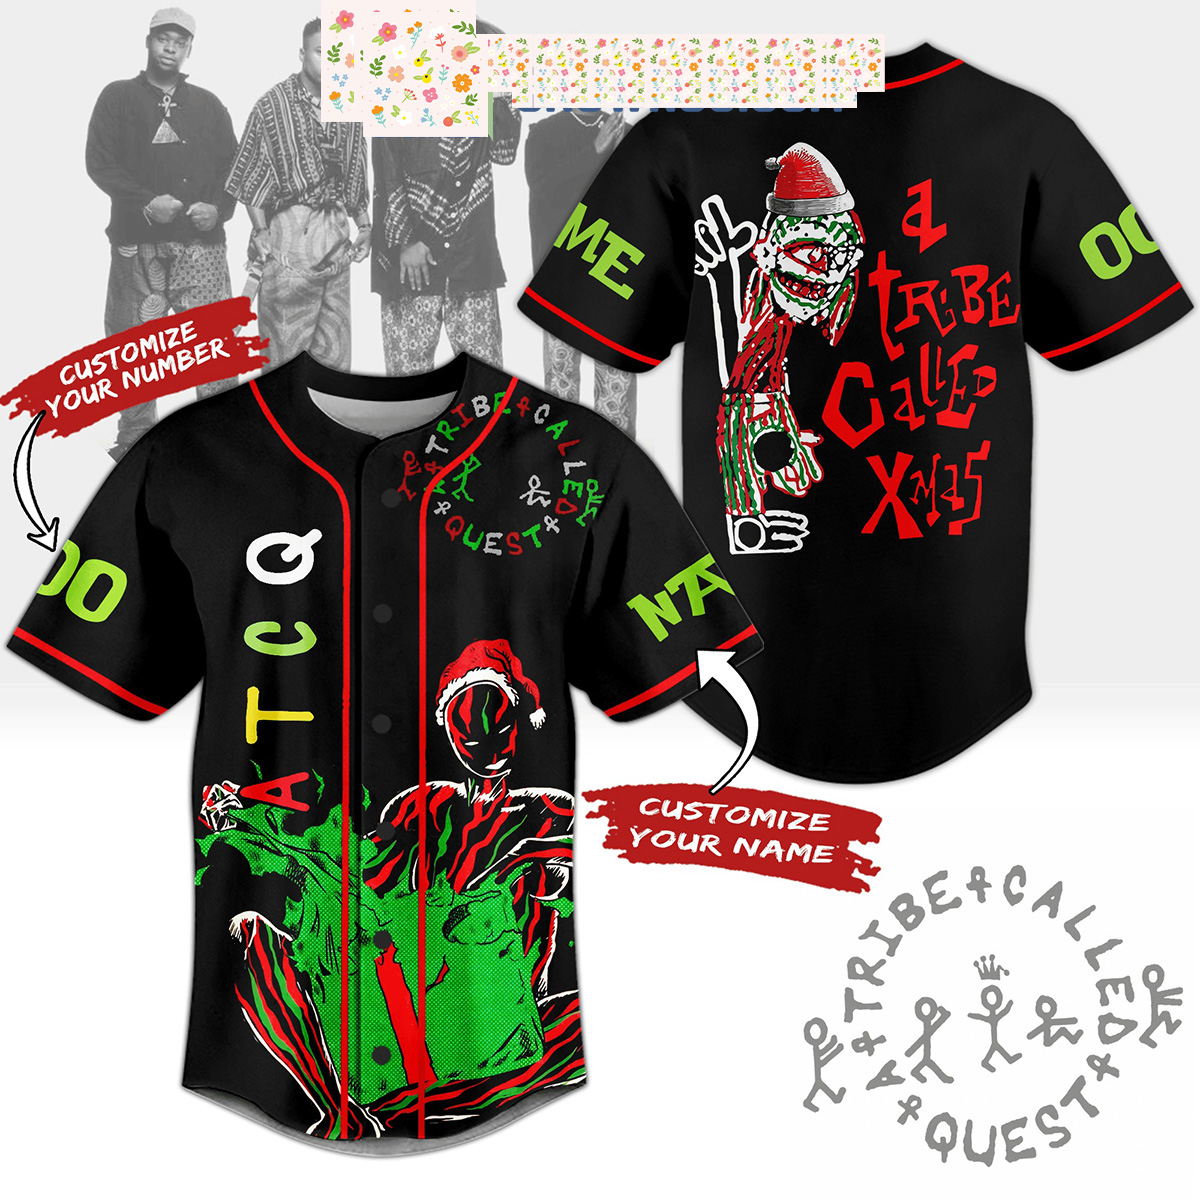 CUSTOMIZE
YOUR NUMBER
00
ATCQ
A TRIBE CALLED
QUEST
NA
ME
a
tRiBE
CallED
Xmas
00
CUSTOMIZE
YOUR NAME
A TRIBE CALLED
QUEST